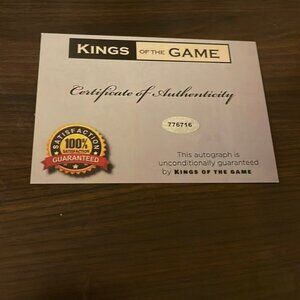 KINGS OF THE GAME
Certificate of Authenticity
776716
SATISFACTION
100%
SATISFACTION
GUARANTEED
This autograph is
unconditionally guaranteed
by KINGS OF THE GAME